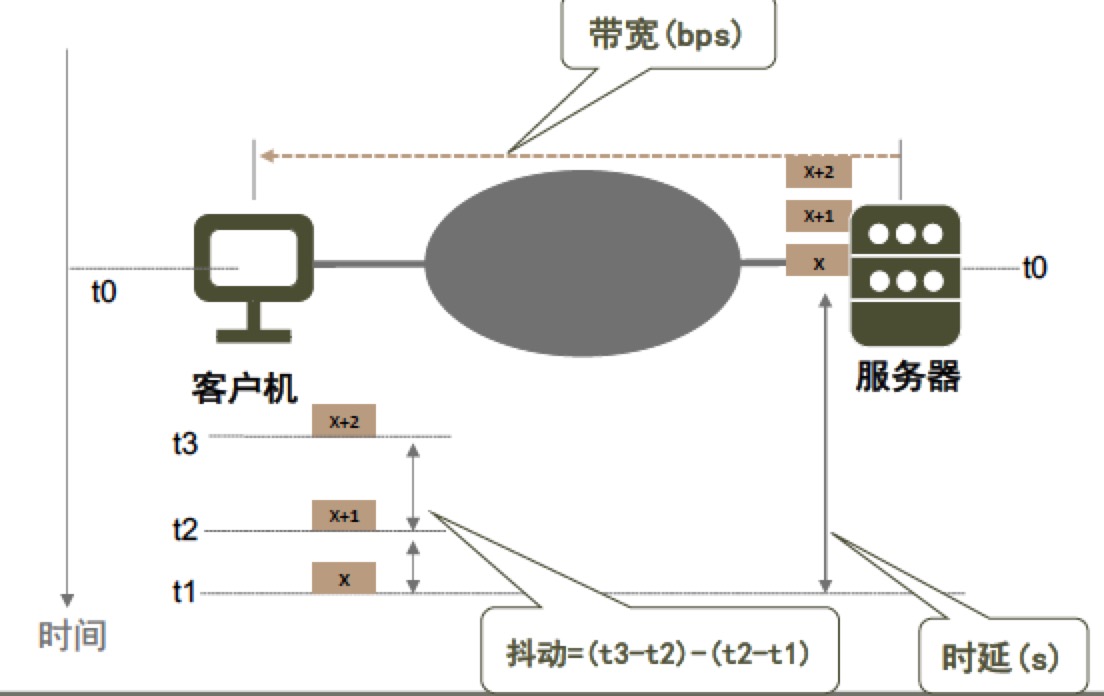 带宽(bps)
X+2
X+1
X
t0
t0
客户机
服务器
X+2
t3
X+1
t2
X
t1
时间
抖动=(t3-t2)-(t2-t1)
时延(s)